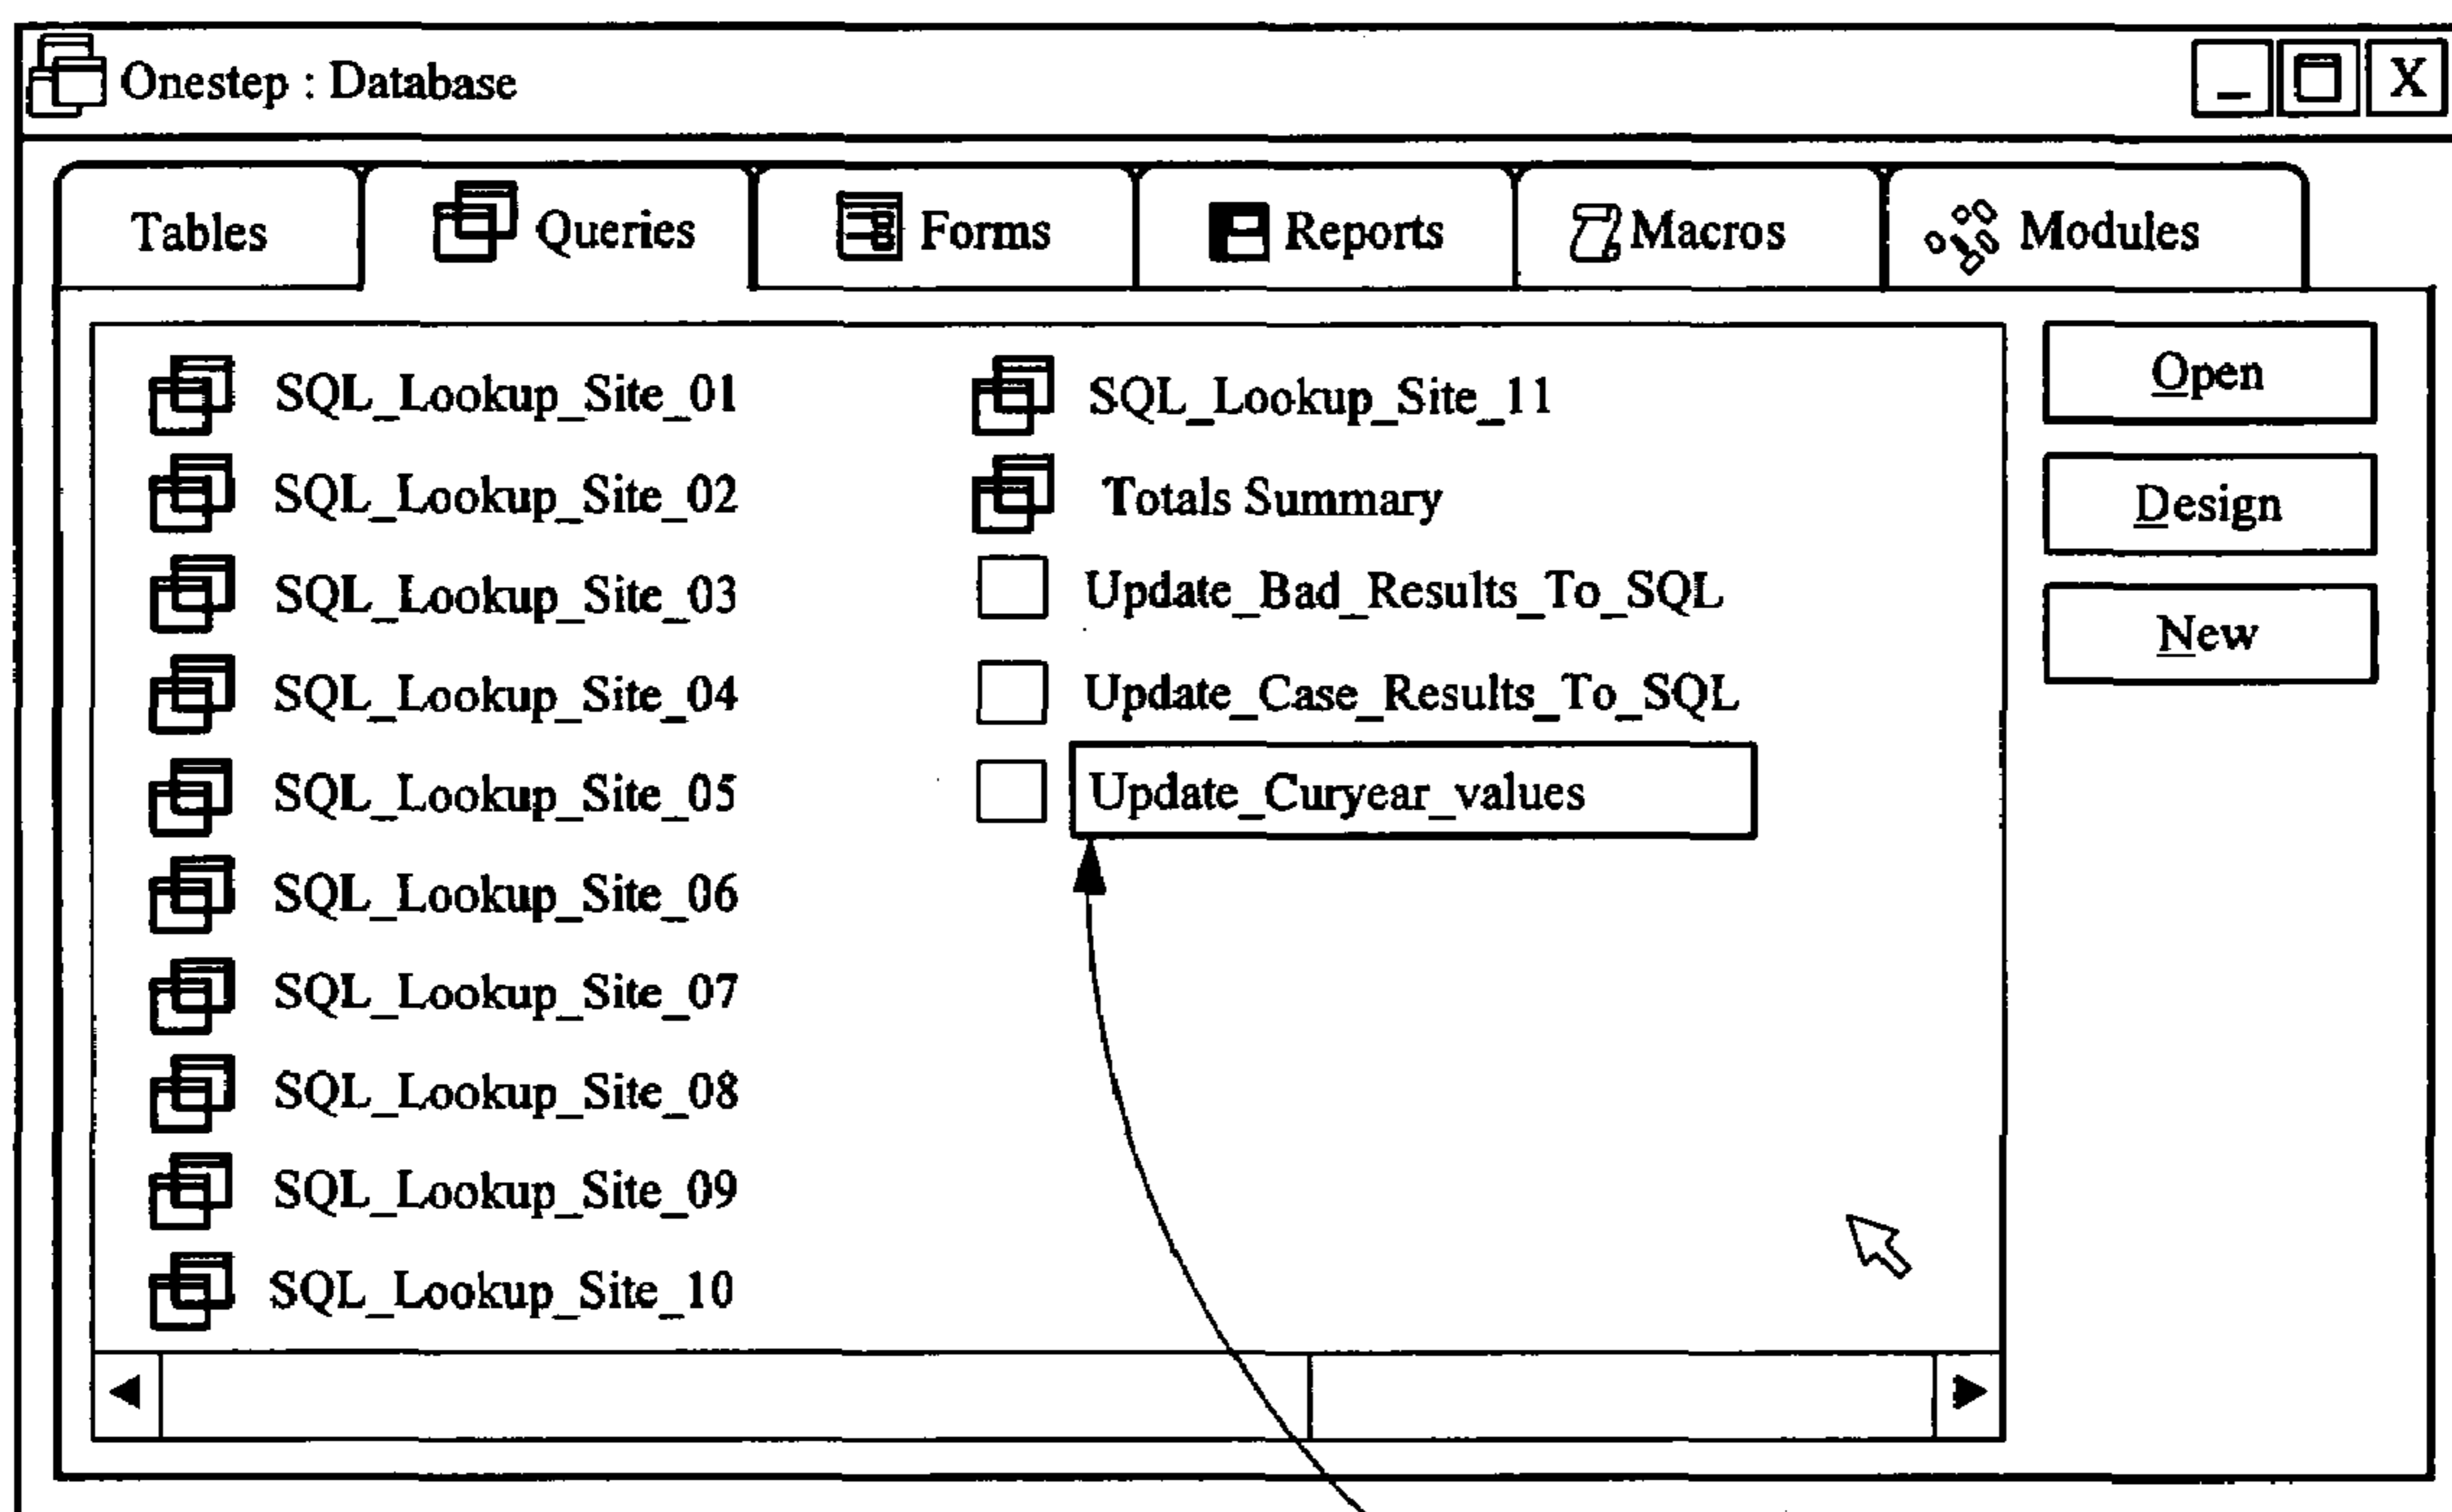 Onestep : Database
X
Tables Queries Forms Reports Macros Modules
SQL_Lookup_Site_01
SQL_Lookup_Site_02
SQL_Lookup_Site_03
SQL_Lookup_Site_04
SQL_Lookup_Site_05
SQL_Lookup_Site_06
SQL_Lookup_Site_07
SQL_Lookup_Site_08
SQL_Lookup_Site_09
SQL_Lookup_Site_10
SQL_Lookup_Site_11
Totals Summary
Update_Bad_Results_To_SQL
Update_Case_Results_To_SQL
Update_Curyear_values
Open
Design
New